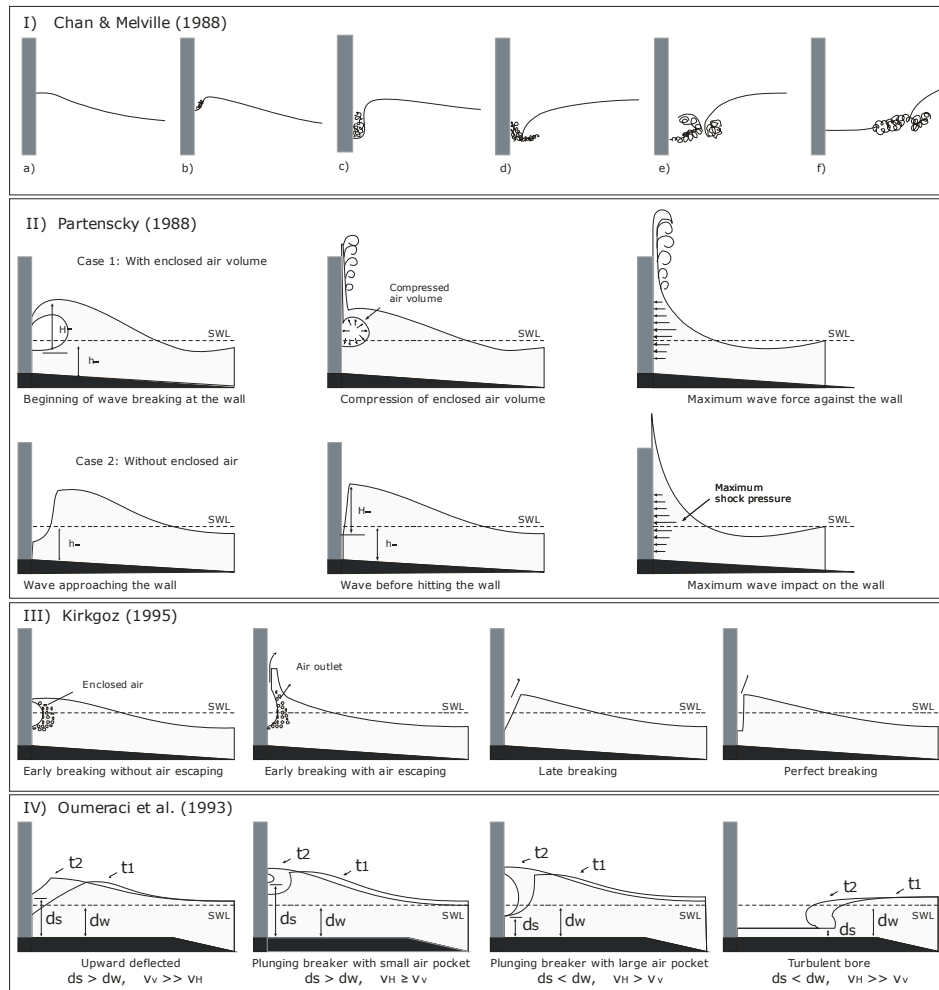 I) Chan & Melville (1988)
a)
b)
c)
d)
e)
f)
II) Partenscky (1988)
Case 1: With enclosed air volume
Compressed
air volume
H
SWL
h
SWL
SWL
Beginning of wave breaking at the wall
Compression of enclosed air volume
Maximum wave force against the wall
Case 2: Without enclosed air
Maximum
shock pressure
H
SWL
SWL
SWL
h
h
Wave approaching the wall
Wave before hitting the wall
Maximum wave impact on the wall
III) Kirkgoz (1995)
Enclosed air
Air outlet
SWL
SWL
SWL
SWL
Early breaking without air escaping
Early breaking with air escaping
Late breaking
Perfect breaking
IV) Oumeraci et al. (1993)
t2
t1
t2
t1
t2
t1
t2
t1
ds
dw
SWL
ds
dw
SWL
ds
dw
SWL
ds
dw
SWL
Upward deflected
ds > dw, vv >> vH
Plunging breaker with small air pocket
ds > dw, vH ≥ vv
Plunging breaker with large air pocket
ds < dw, vH > vv
Turbulent bore
ds < dw, vH >> vv